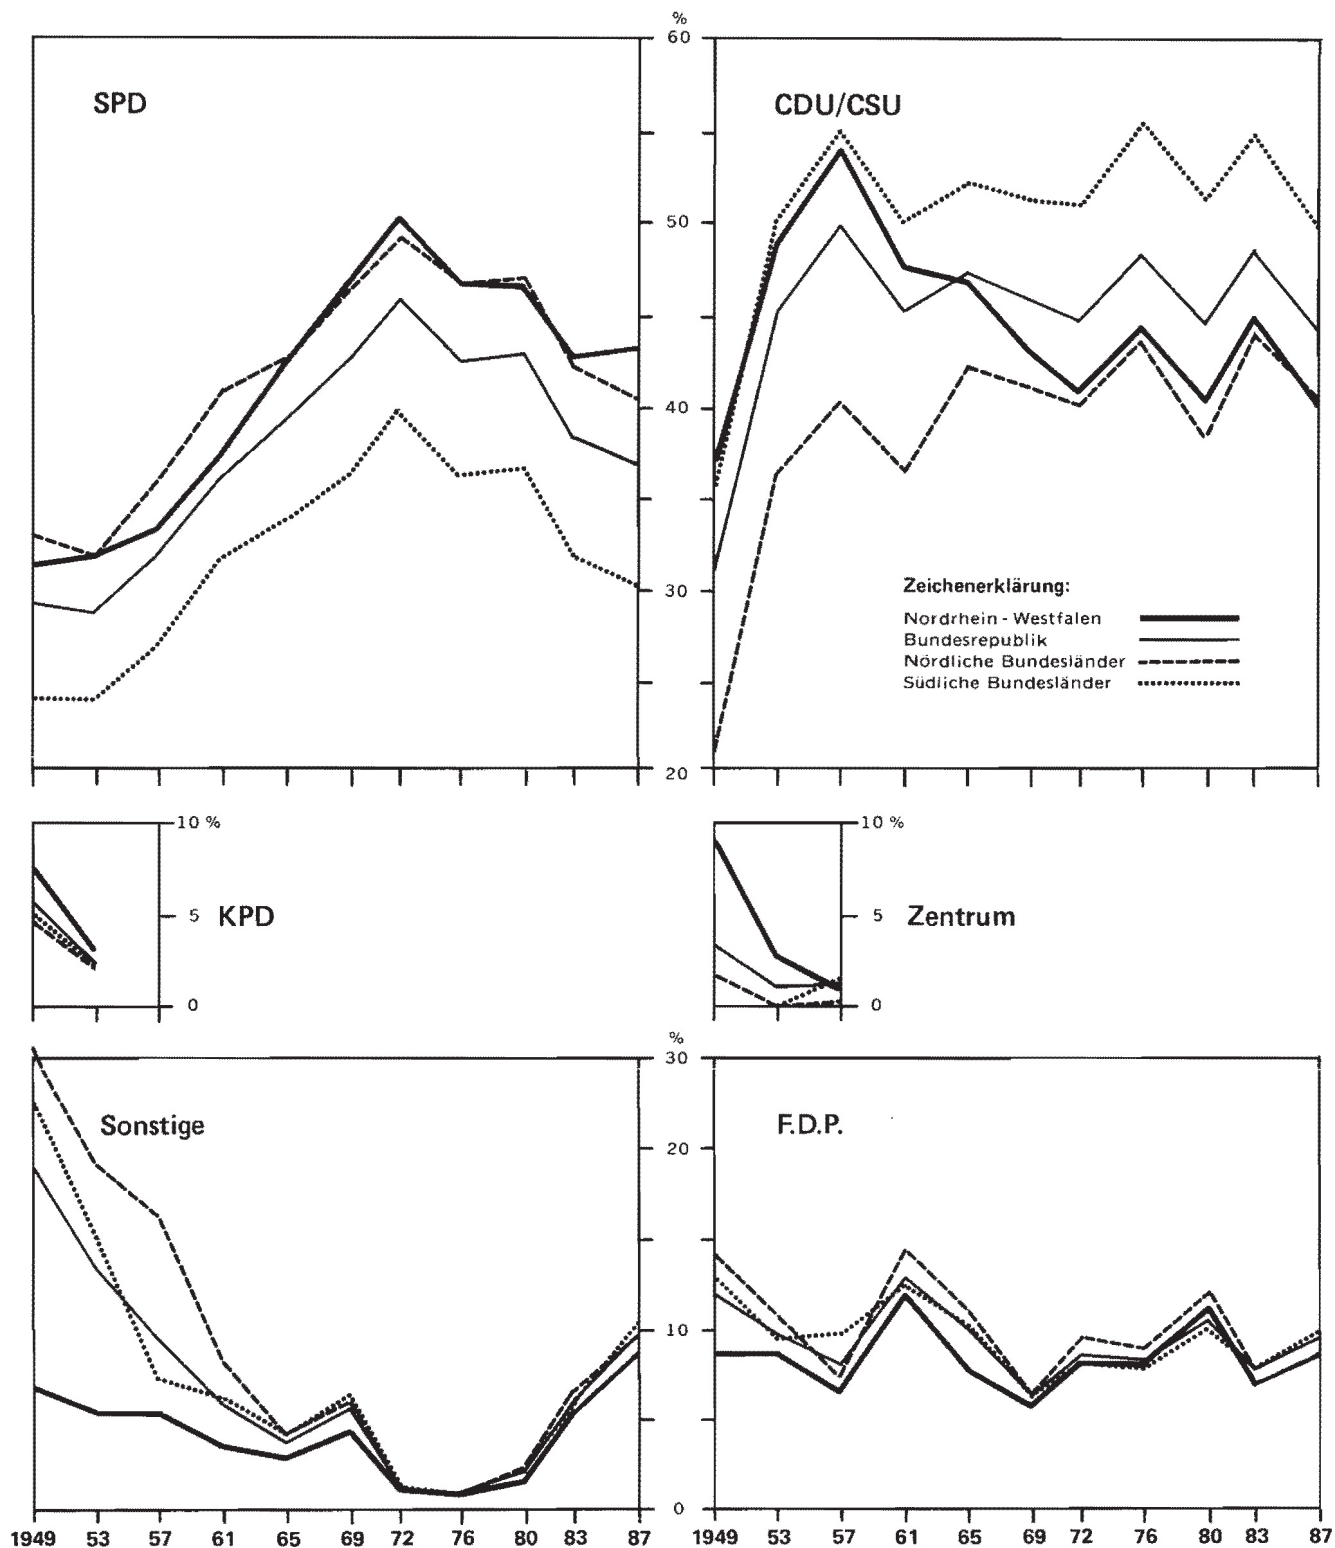 %
60
SPD
CDU/CSU
50
40
30
20
Zeichenerklärung:
Nordrhein - Westfalen
Bundesrepublik
Nördliche Bundesländer
Südliche Bundesländer
10 %
5 KPD
0
10 %
5 Zentrum
0
%
30
Sonstige
F.D.P.
20
10
0
1949 53 57 61 65 69 72 76 80 83 87
1949 53 57 61 65 69 72 76 80 83 87